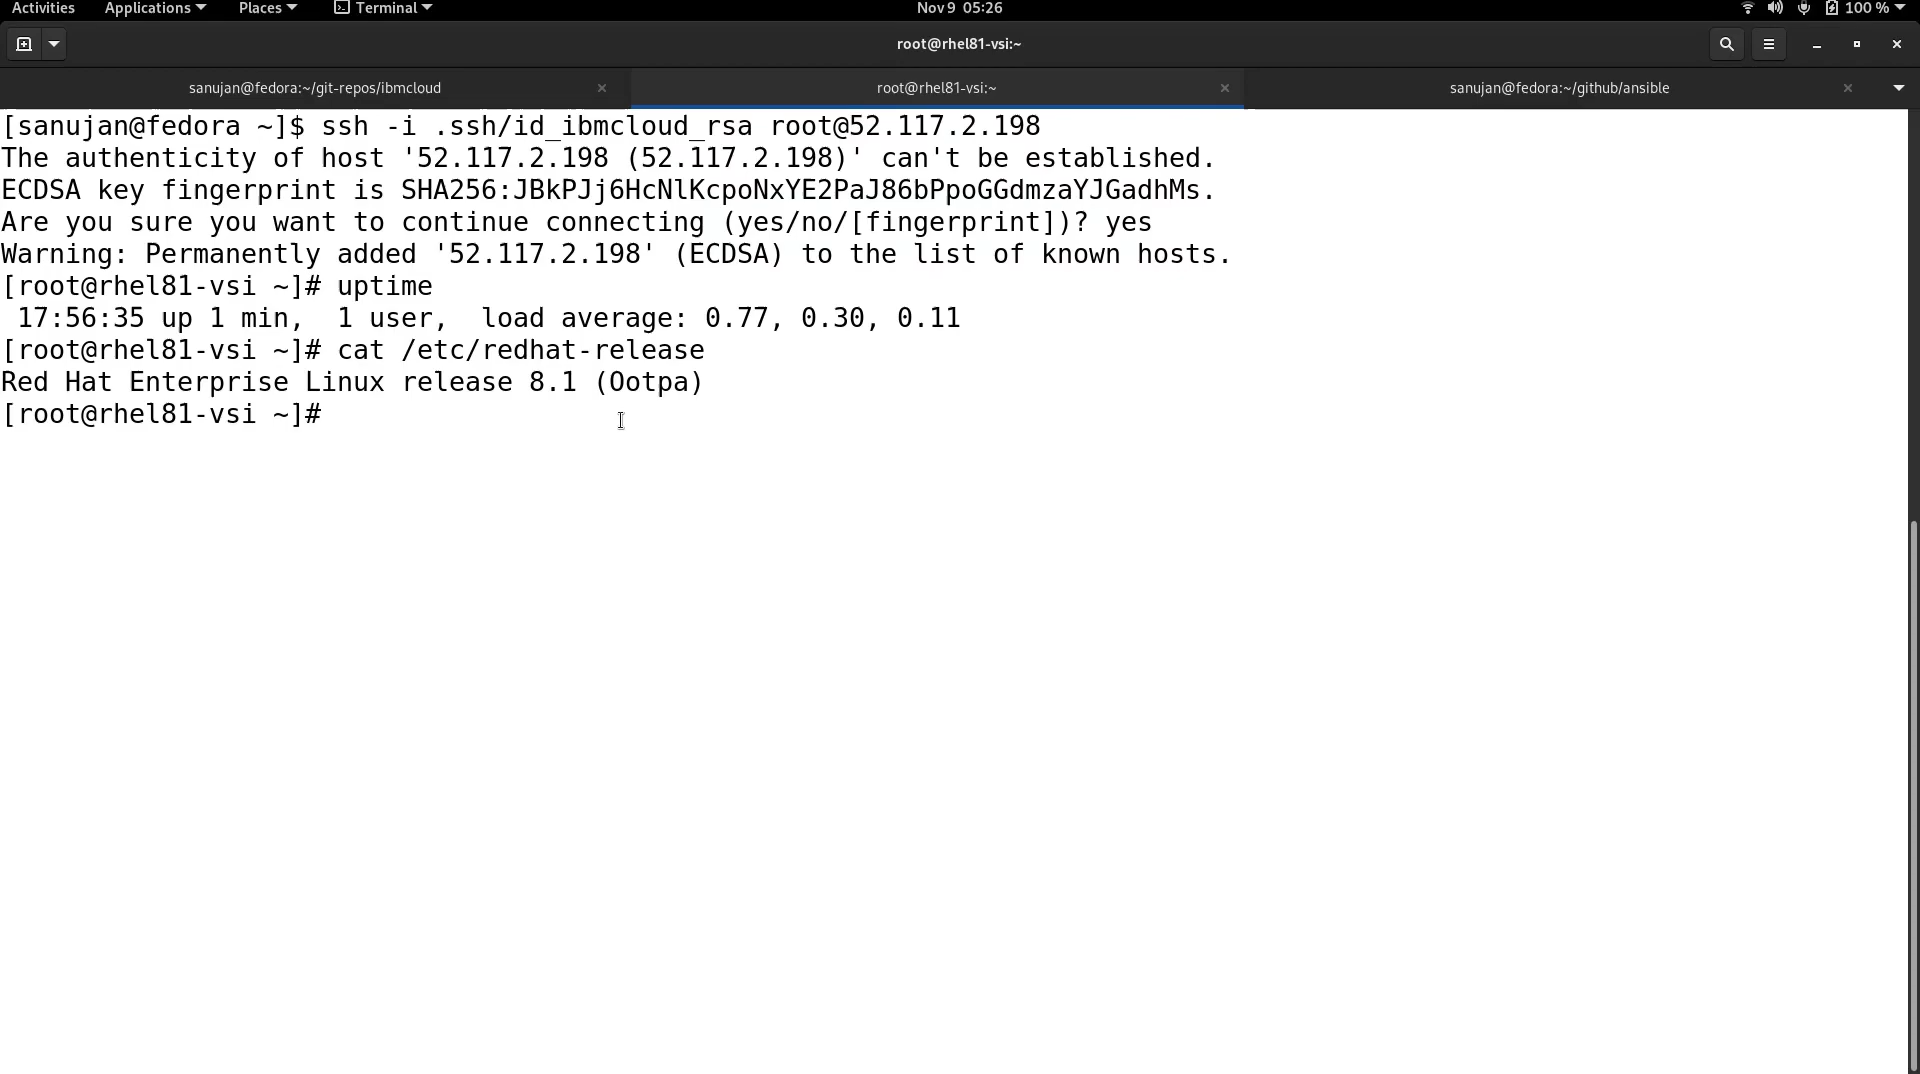 Activities Applications Places Terminal Nov 9 05:26 100 %
root@rhel81-vsi:~
sanujan@fedora:~/git-repos/ibmcloud root@rhel81-vsi:~ sanujan@fedora:~/github/ansible
[sanujan@fedora ~]$ ssh -i .ssh/id_ibmcloud_rsa root@52.117.2.198
The authenticity of host '52.117.2.198 (52.117.2.198)' can't be established.
ECDSA key fingerprint is SHA256:JBkPJj6HcNlKcpoNxYE2PaJ86bPpoGGdmzaYJGadhMs.
Are you sure you want to continue connecting (yes/no/[fingerprint])? yes
Warning: Permanently added '52.117.2.198' (ECDSA) to the list of known hosts.
[root@rhel81-vsi ~]# uptime
 17:56:35 up 1 min,  1 user,  load average: 0.77, 0.30, 0.11
[root@rhel81-vsi ~]# cat /etc/redhat-release
Red Hat Enterprise Linux release 8.1 (Ootpa)
[root@rhel81-vsi ~]#